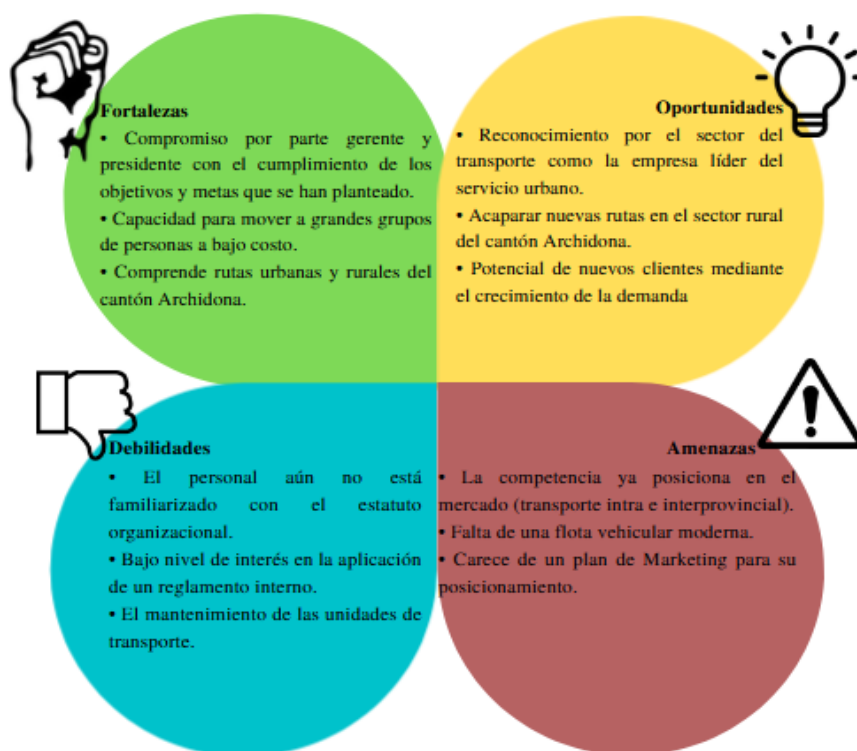 Fortalezas
• Compromiso por parte gerente y
presidente con el cumplimiento de los
objetivos y metas que se han planteado.
• Capacidad para mover a grandes grupos
de personas a bajo costo.
• Comprende rutas urbanas y rurales del
cantón Archidona.
Oportunidades
• Reconocimiento por el sector del
transporte como la empresa líder del
servicio urbano.
• Acaparar nuevas rutas en el sector rural
del cantón Archidona.
• Potencial de nuevos clientes mediante
el crecimiento de la demanda
Debilidades
• El personal aún no está
familiarizado con el estatuto
organizacional.
• Bajo nivel de interés en la aplicación
de un reglamento interno.
• El mantenimiento de las unidades de
transporte.
Amenazas
• La competencia ya posiciona en el
mercado (transporte intra e interprovincial).
• Falta de una flota vehicular moderna.
• Carece de un plan de Marketing para su
posicionamiento.